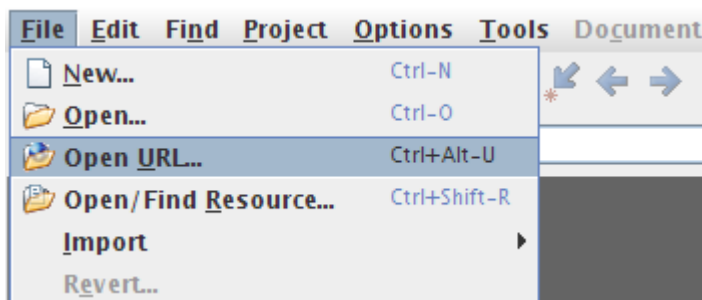 File Edit Find Project Options Tools Document
New... Ctrl-N
Open... Ctrl-O
Open URL... Ctrl+Alt-U
Open/Find Resource... Ctrl+Shift-R
Import
Revert...